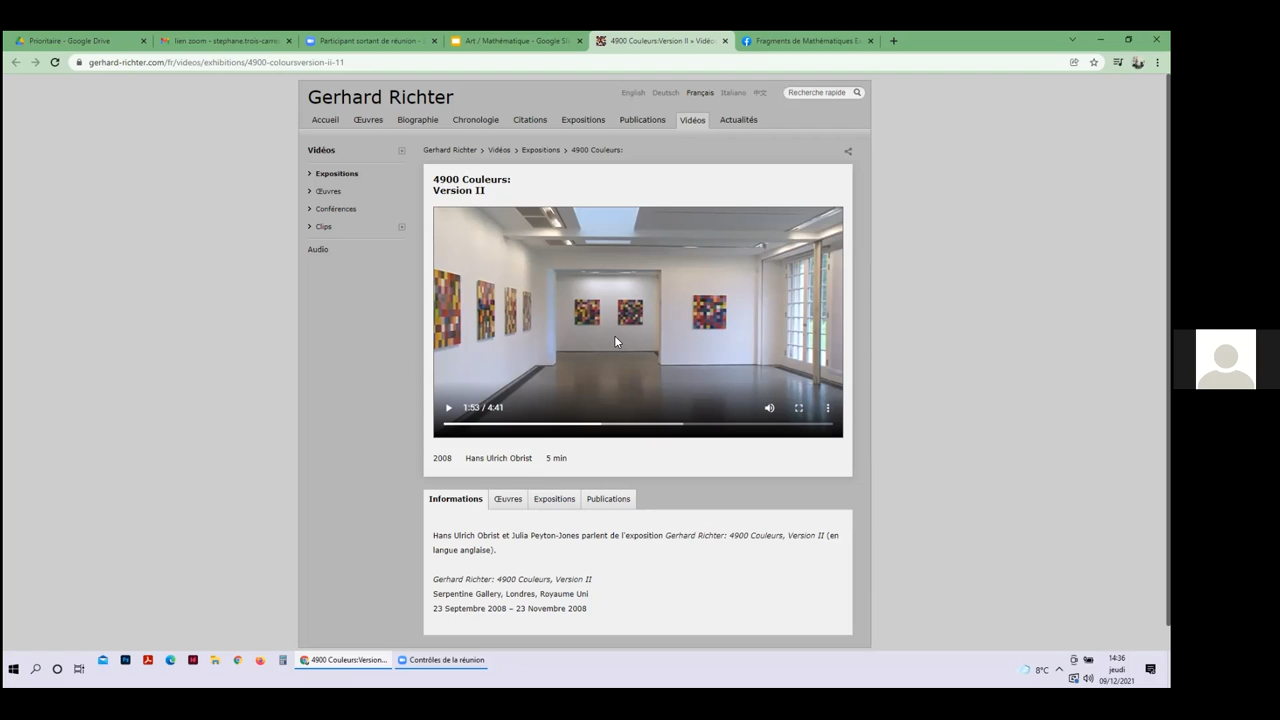 Prioritaire - Google Drive
lien zoom - stephane.trois-carre
Participant sortant de réunion -
Art / Mathématique - Google Sl
4900 Couleurs:Version II » Vidéo
Fragments de Mathématiques E
gerhard-richter.com/fr/videos/exhibitions/4900-coloursversion-ii-11
Gerhard Richter
English Deutsch Français Italiano 中文
Recherche rapide
Accueil Œuvres Biographie Chronologie Citations Expositions Publications Vidéos Actualités
Vidéos
Expositions
Œuvres
Conférences
Clips
Audio
Gerhard Richter > Vidéos > Expositions > 4900 Couleurs:
4900 Couleurs:
Version II
1:53 / 4:41
2008 Hans Ulrich Obrist 5 min
Informations Œuvres Expositions Publications
Hans Ulrich Obrist et Julia Peyton-Jones parlent de l'exposition Gerhard Richter: 4900 Couleurs, Version II (en
langue anglaise).
Gerhard Richter: 4900 Couleurs, Version II
Serpentine Gallery, Londres, Royaume Uni
23 Septembre 2008 – 23 Novembre 2008
4900 Couleurs:Version...
Contrôles de la réunion
8°C
14:36
jeudi
09/12/2021